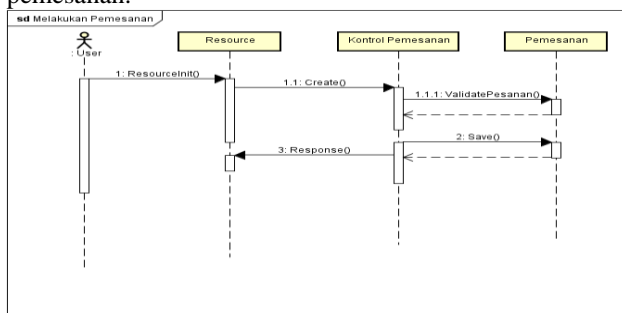 pemesanan.
sd Melakukan Pemesanan
: User
Resource
Kontrol Pemesanan
Pemesanan
1: ResourceInit()
1.1: Create()
1.1.1: ValidatePesanan()
2: Save()
3: Response()